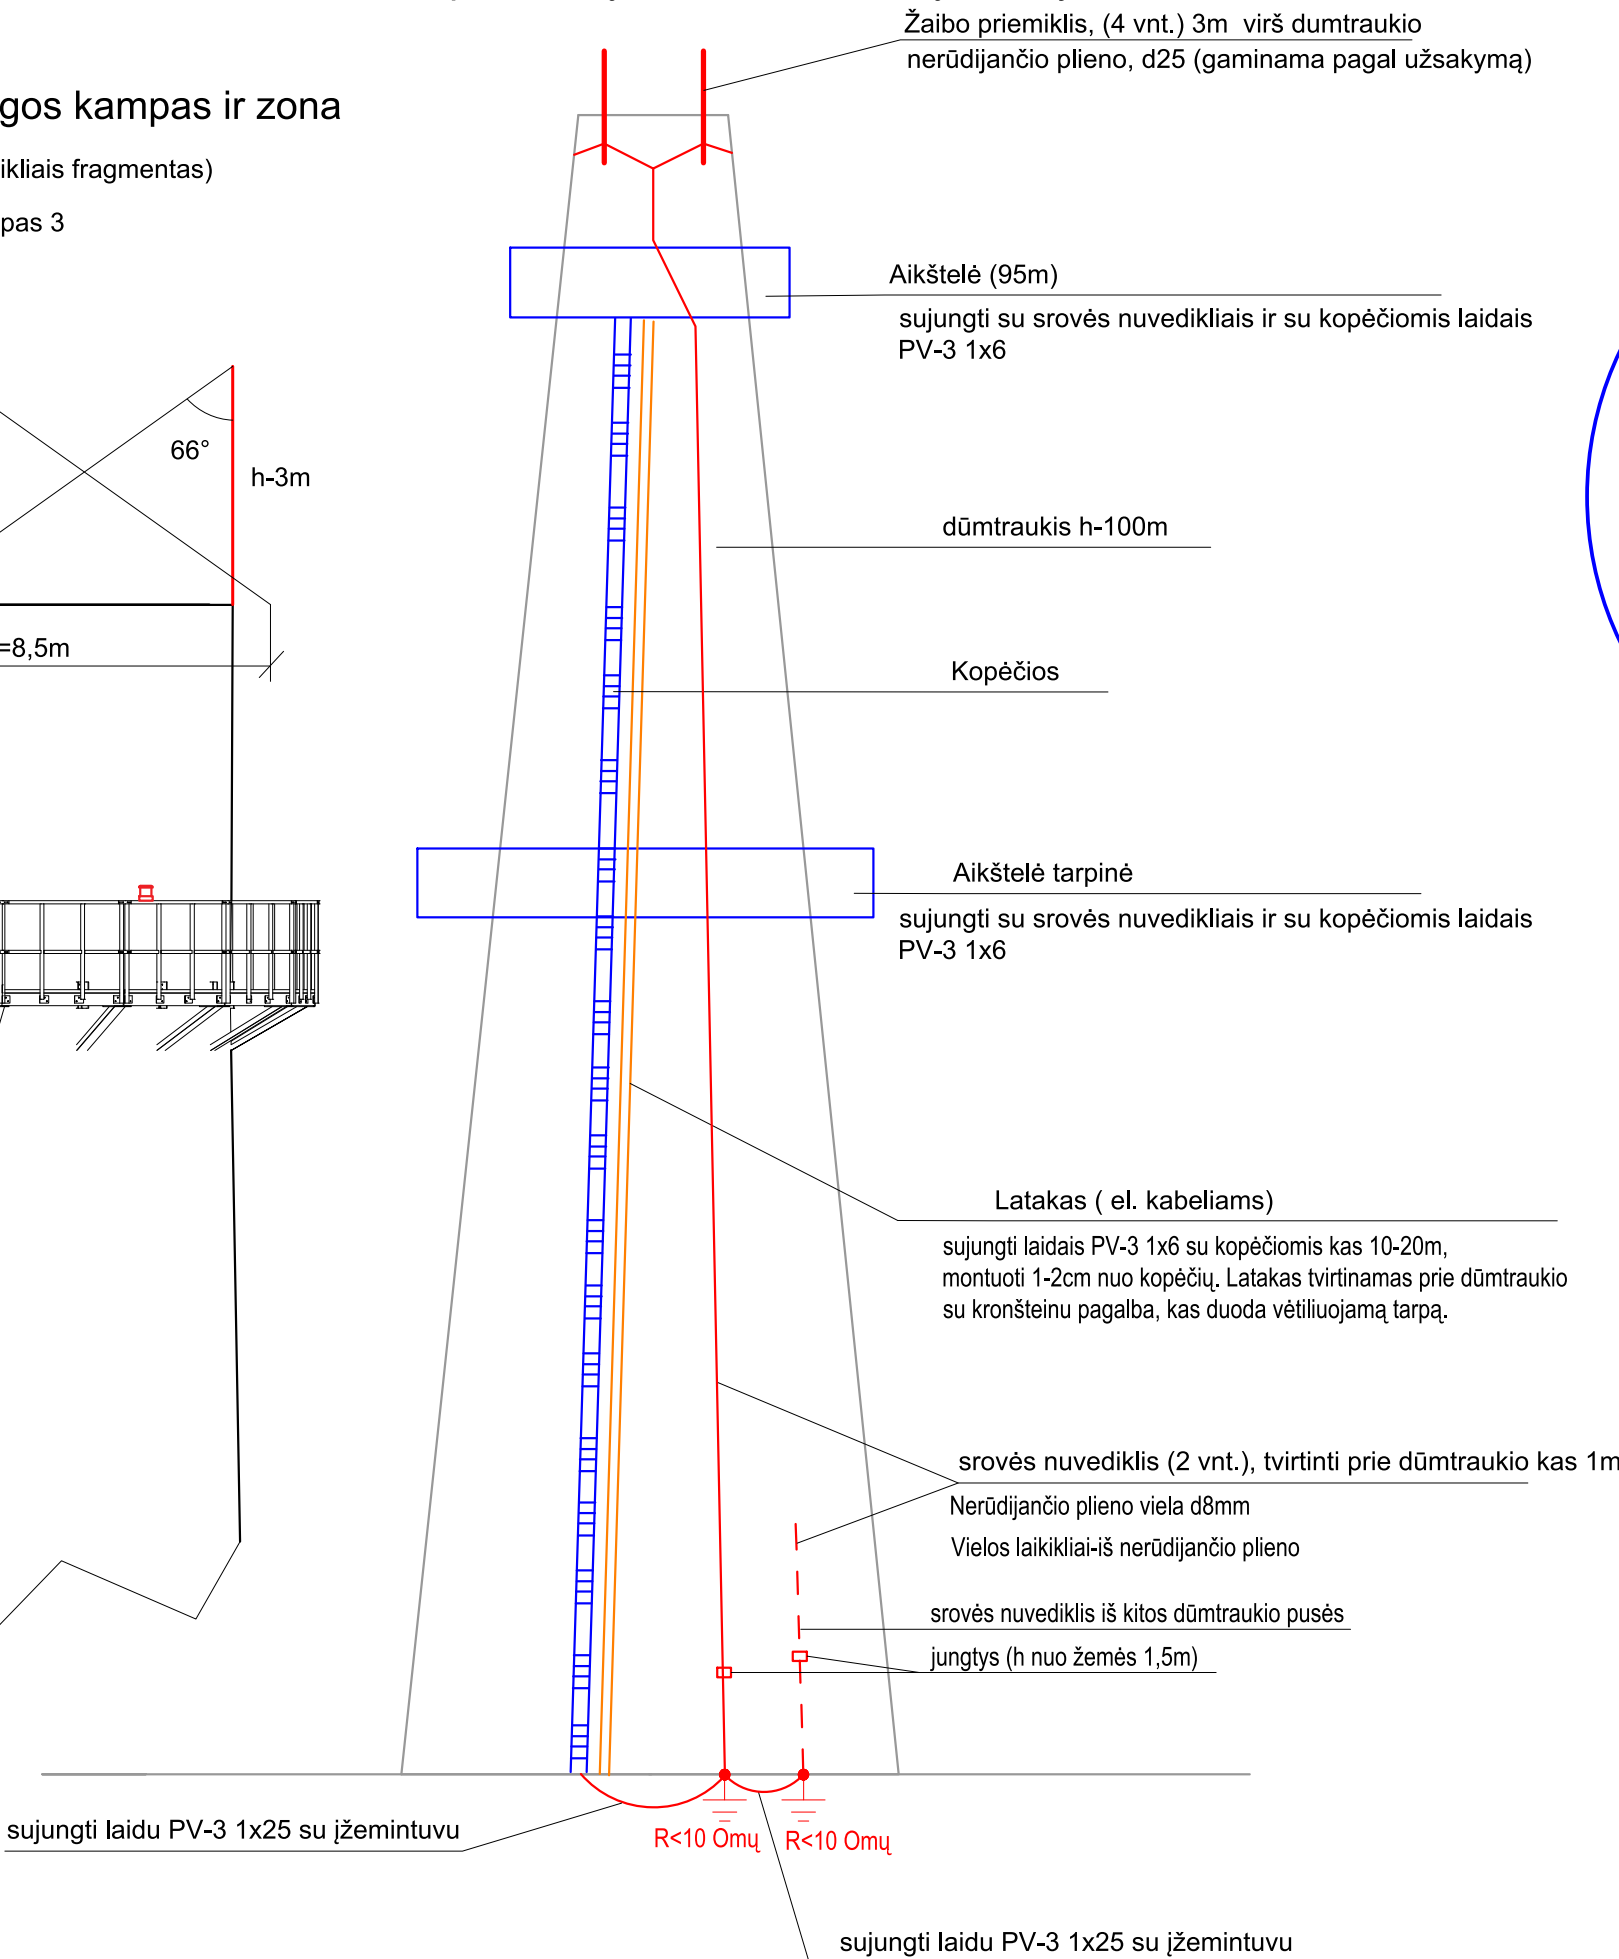 Žaibo priemiklis, (4 vnt.) 3m virš dumtraukio
nerūdijančio plieno, d25 (gaminama pagal užsakymą)
gos kampas ir zona
ikliais fragmentas)
pas 3
Aikštelė (95m)
sujungti su srovės nuvedikliais ir su kopėčiomis laidais
PV-3 1x6
66°
h-3m
dūmtraukis h-100m
=8,5m
Kopėčios
Aikštelė tarpinė
sujungti su srovės nuvedikliais ir su kopėčiomis laidais
PV-3 1x6
Latakas ( el. kabeliams)
sujungti laidais PV-3 1x6 su kopėčiomis kas 10-20m,
montuoti 1-2cm nuo kopėčių. Latakas tvirtinamas prie dūmtraukio
su kronšteinu pagalba, kas duoda vėtiliuojamą tarpą.
srovės nuvediklis (2 vnt.), tvirtinti prie dūmtraukio kas 1m
Nerūdijančio plieno viela d8mm
Vielos laikikliai-iš nerūdijančio plieno
srovės nuvediklis iš kitos dūmtraukio pusės
jungtys (h nuo žemės 1,5m)
sujungti laidu PV-3 1x25 su įžemintuvu
R<10 Omų R<10 Omų
sujungti laidu PV-3 1x25 su įžemintuvu